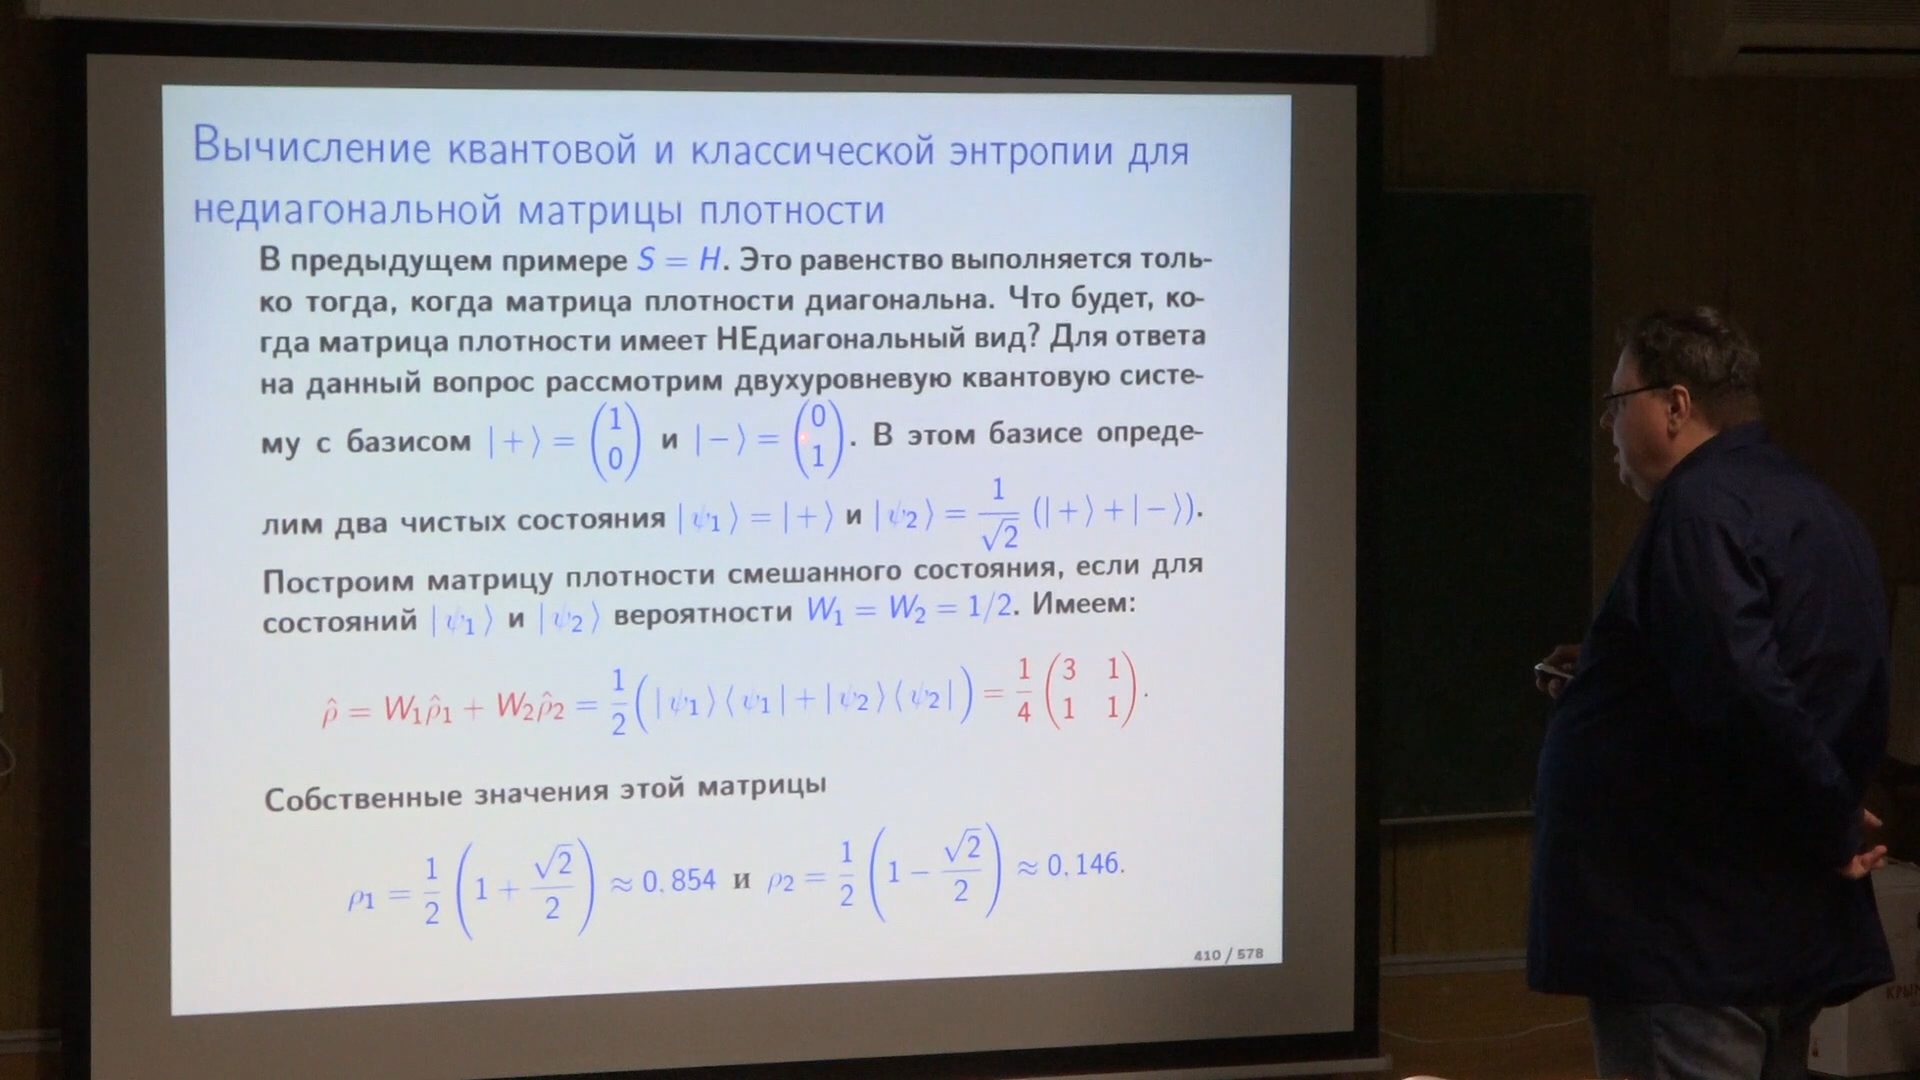 Вычисление квантовой и классической энтропии для
недиагональной матрицы плотности
В предыдущем примере S = H. Это равенство выполняется толь-
ко тогда, когда матрица плотности диагональна. Что будет, ко-
гда матрица плотности имеет НЕдиагональный вид? Для ответа
на данный вопрос рассмотрим двухуровневую квантовую систе-
му с базисом |+⟩ = (1 0) и |−⟩ = (0 1). В этом базисе опреде-
лим два чистых состояния |ψ1⟩ = |+⟩ и |ψ2⟩ = 1/√2 (|+⟩+|−⟩).
Построим матрицу плотности смешанного состояния, если для
состояний |ψ1⟩ и |ψ2⟩ вероятности W1 = W2 = 1/2. Имеем:
ρ̂ = W1ρ̂1 + W2ρ̂2 = 1/2 (|ψ1⟩⟨ψ1|+|ψ2⟩⟨ψ2|) = 1/4 (3 1 1 1).
Собственные значения этой матрицы
ρ1 = 1/2 (1 + √2/2) ≈ 0,854 и ρ2 = 1/2 (1 − √2/2) ≈ 0,146.
410 / 578